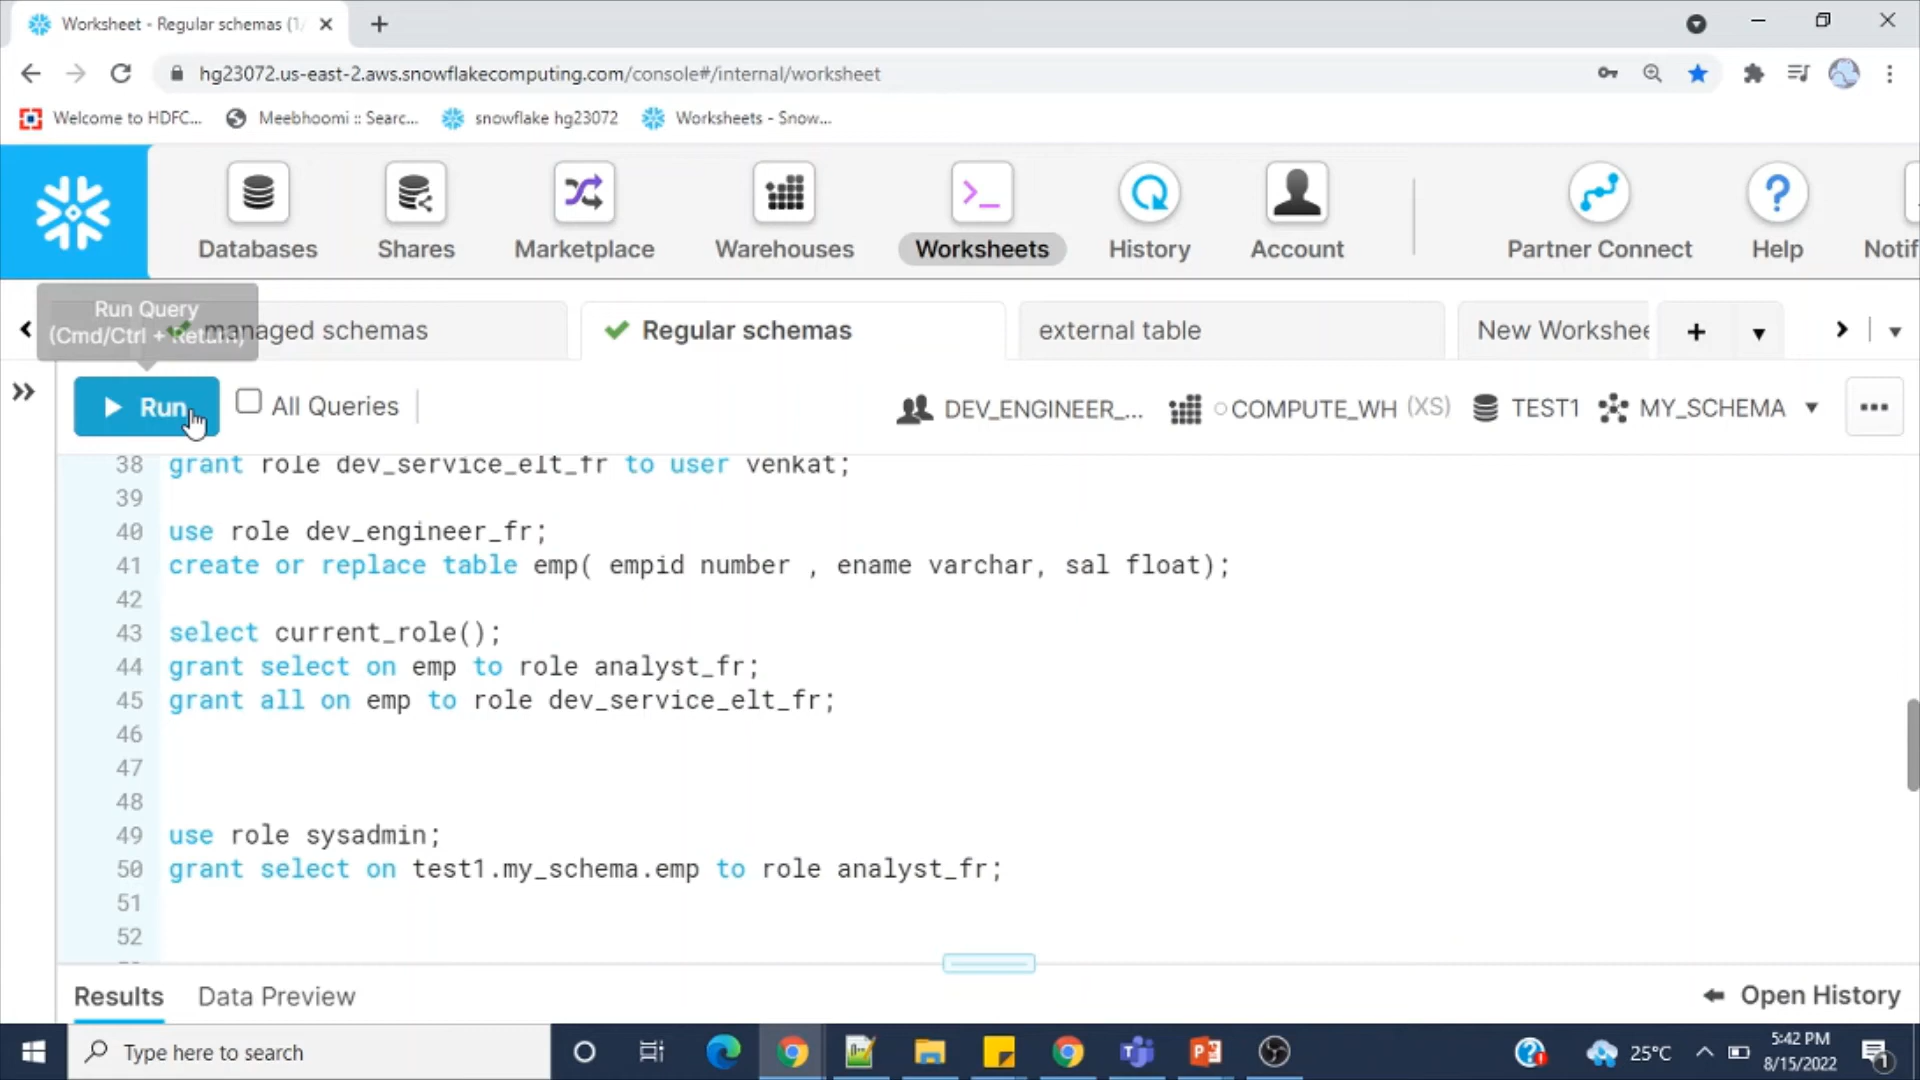 Worksheet - Regular schemas (1/
hg23072.us-east-2.aws.snowflakecomputing.com/console#/internal/worksheet
Welcome to HDFC... Meebhoomi :: Searc... snowflake hg23072 Worksheets - Snow...
Databases Shares Marketplace Warehouses Worksheets History Account Partner Connect Help Notif
Run Query
(Cmd/Ctrl + Return)
managed schemas Regular schemas external table New Workshee
Run All Queries DEV_ENGINEER_... COMPUTE_WH (XS) TEST1 MY_SCHEMA
38 grant role dev_service_elt_fr to user venkat;
39
40 use role dev_engineer_fr;
41 create or replace table emp( empid number , ename varchar, sal float);
42
43 select current_role();
44 grant select on emp to role analyst_fr;
45 grant all on emp to role dev_service_elt_fr;
46
47
48
49 use role sysadmin;
50 grant select on test1.my_schema.emp to role analyst_fr;
51
52
Results Data Preview Open History
Type here to search 25°C 5:42 PM
8/15/2022
1